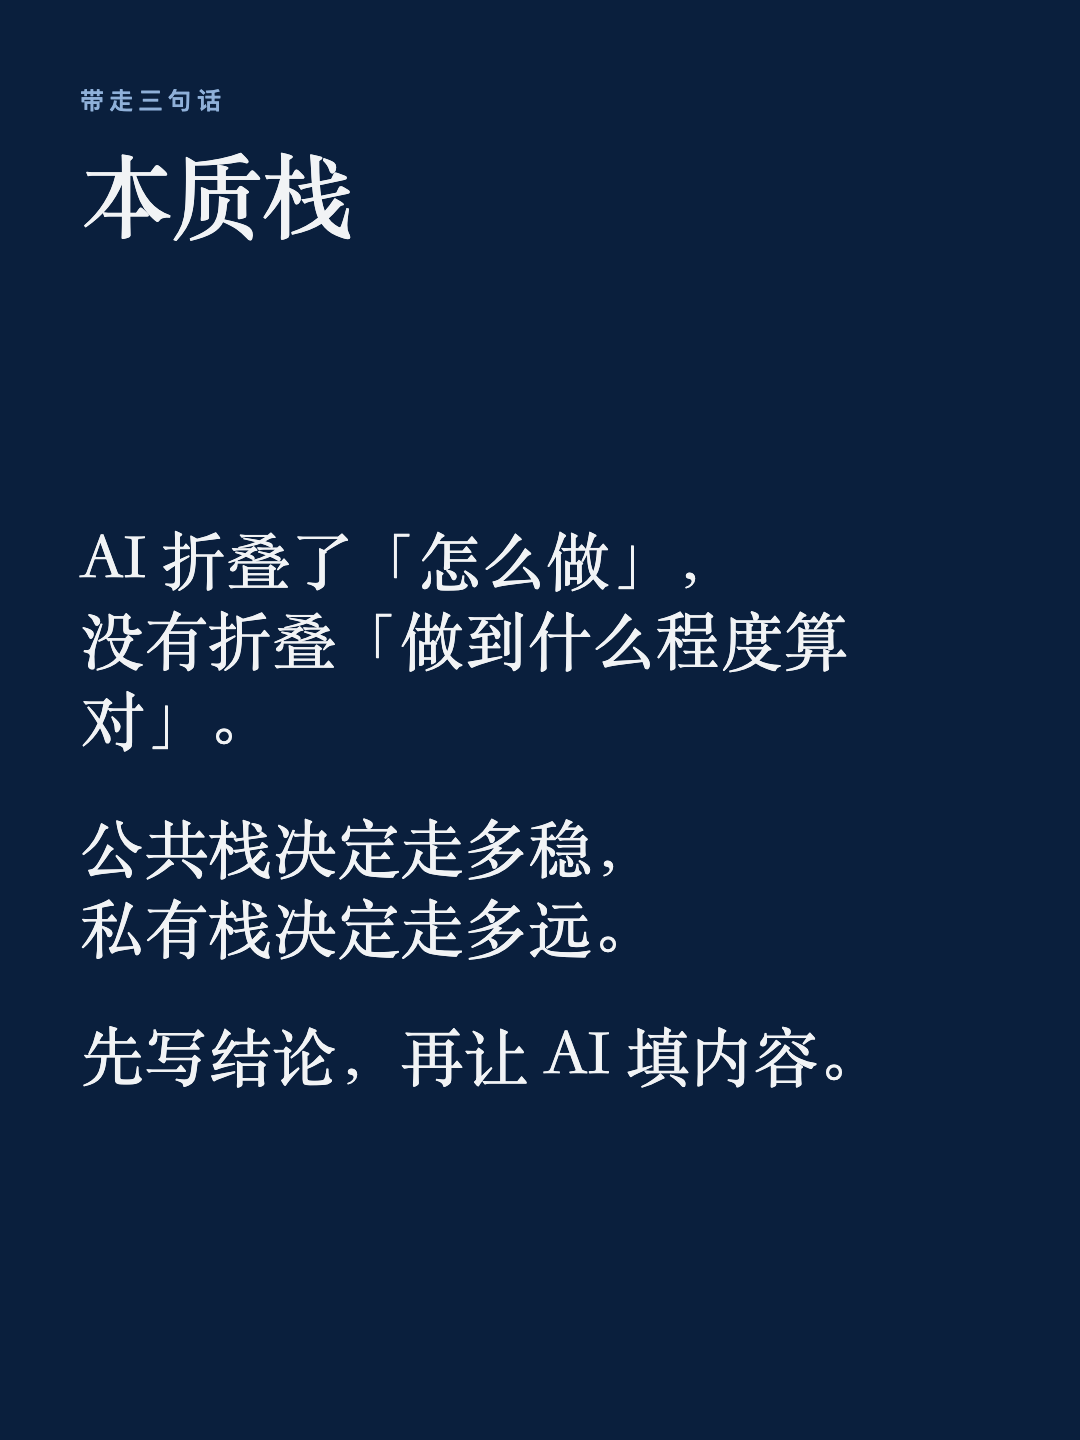 带走三句话
本质栈
AI 折叠了「怎么做」，
没有折叠「做到什么程度算
对」。
公共栈决定走多稳，
私有栈决定走多远。
先写结论，再让 AI 填内容。